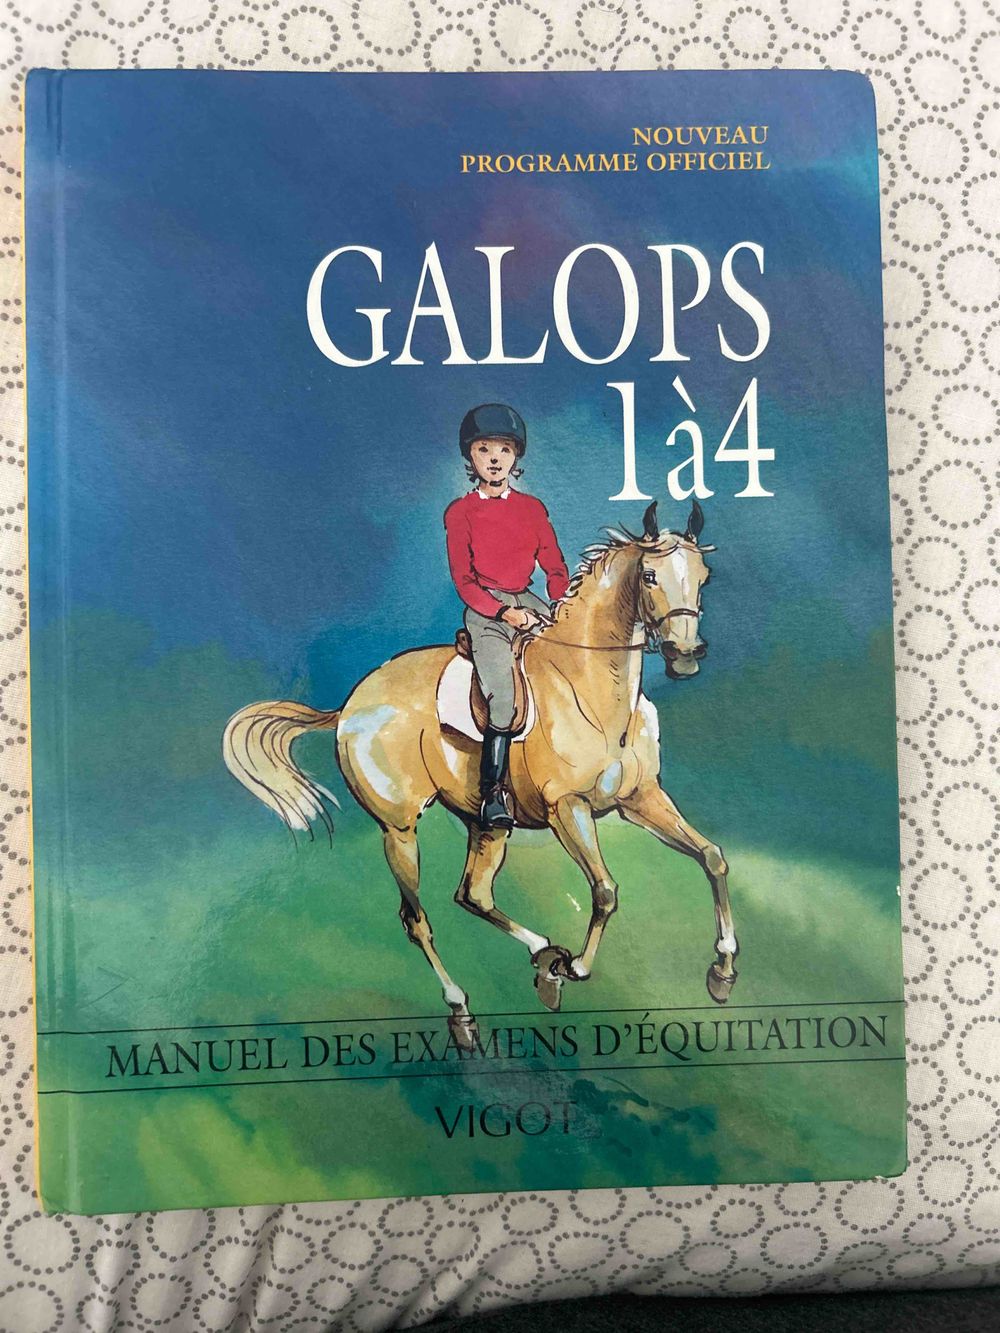 NOUVEAU
PROGRAMME OFFICIEL
GALOPS
1à4
MANUEL DES EXAMENS D'ÉQUITATION
VIGOT